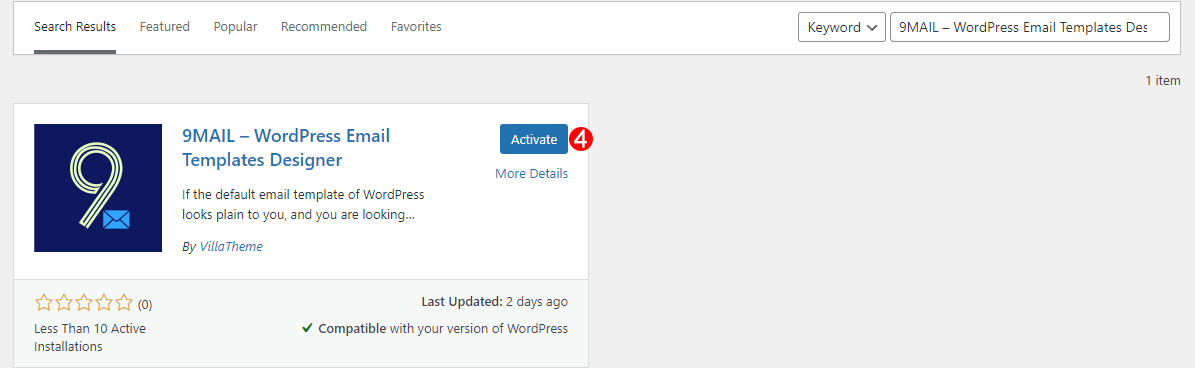 Search Results Featured Popular Recommended Favorites Keyword 9MAIL – WordPress Email Templates Des
1 item
9
9MAIL – WordPress Email
Templates Designer
Activate 4
More Details
If the default email template of WordPress
looks plain to you, and you are looking...
By VillaTheme
(0)
Less Than 10 Active
Installations
Last Updated: 2 days ago
Compatible with your version of WordPress